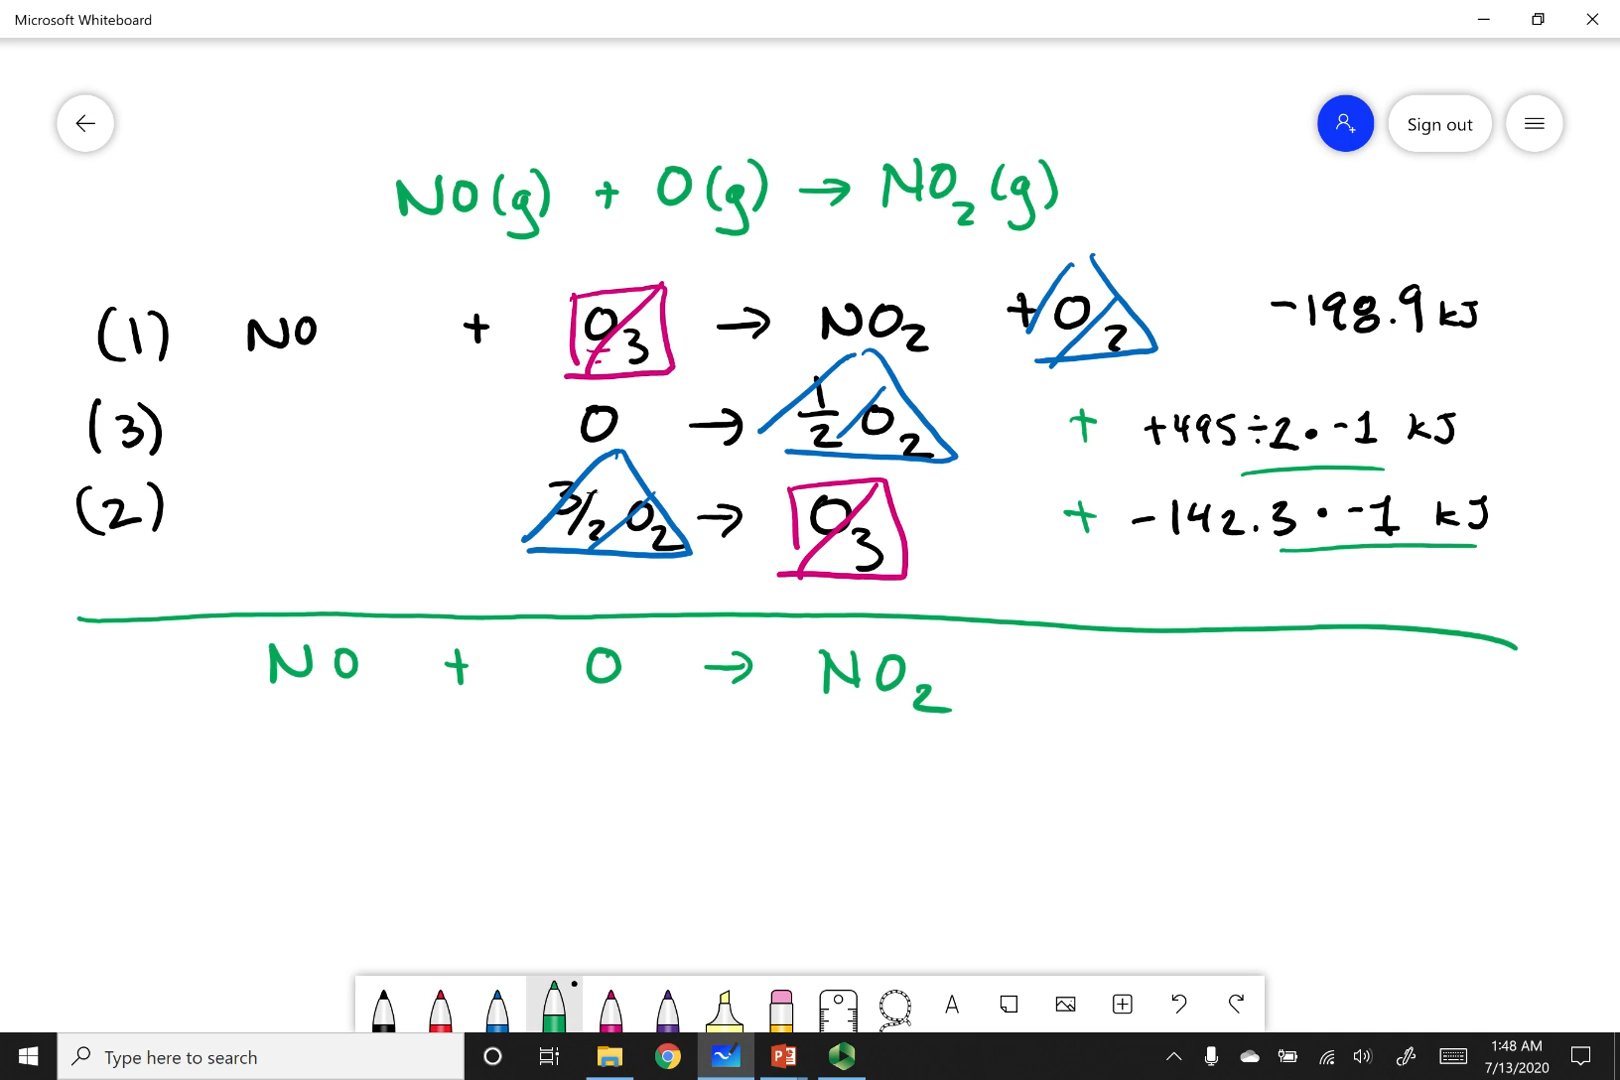 Microsoft Whiteboard
Sign out
NO(g) + O(g) → NO₂(g)
(1) NO + O₃ → NO₂ + O₂ -198.9 kJ
(3) O → 1/2 O₂ + +495÷2•-1 kJ
(2) 3/2 O₂ → O₃ + -142.3•-1 kJ
NO + O → NO₂
A
Type here to search
1:48 AM
7/13/2020